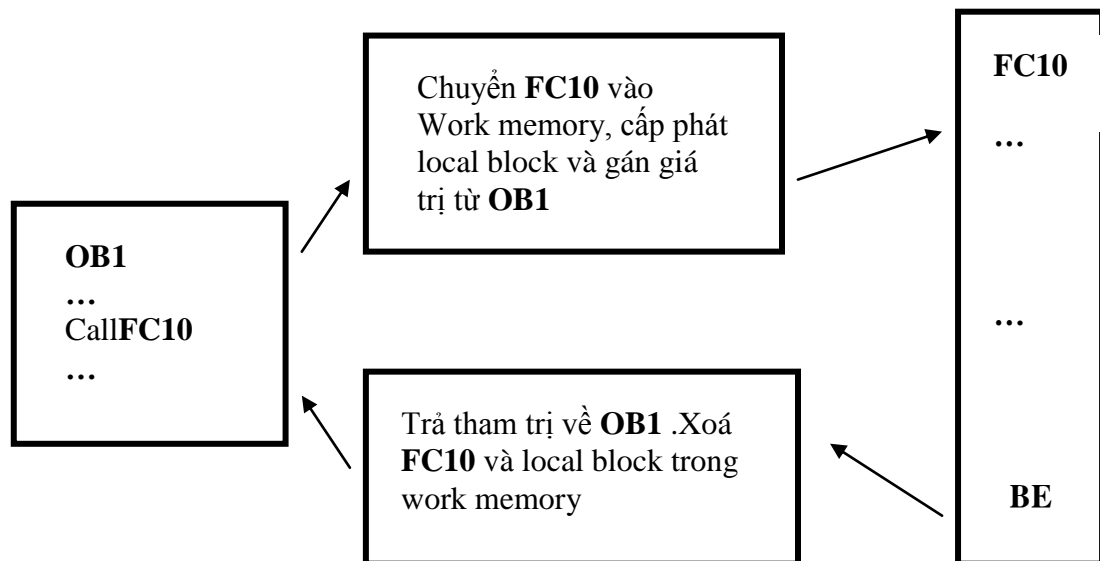 OB1
…
CallFC10
…
Chuyển FC10 vào
Work memory, cấp phát
local block và gán giá
trị từ OB1
FC10
…
…
BE
Trả tham trị về OB1 .Xoá
FC10 và local block trong
work memory